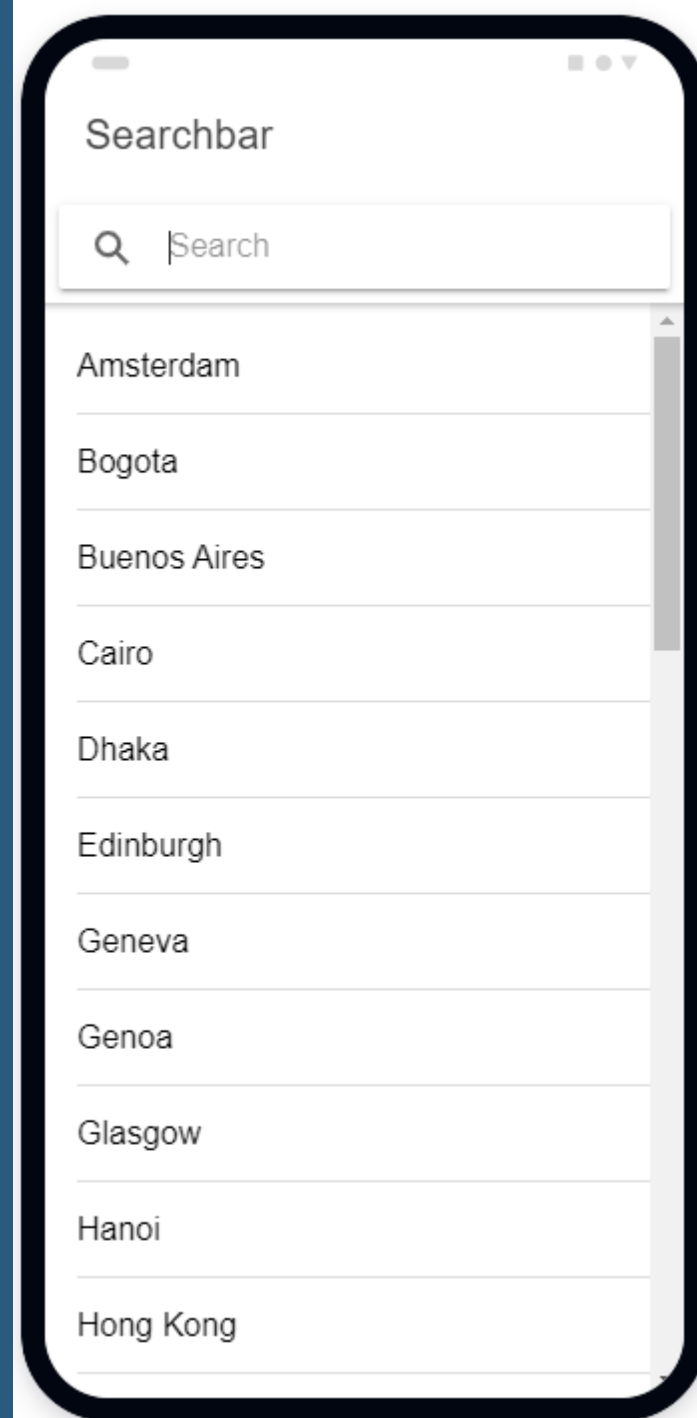 Searchbar
Search
Amsterdam
Bogota
Buenos Aires
Cairo
Dhaka
Edinburgh
Geneva
Genoa
Glasgow
Hanoi
Hong Kong